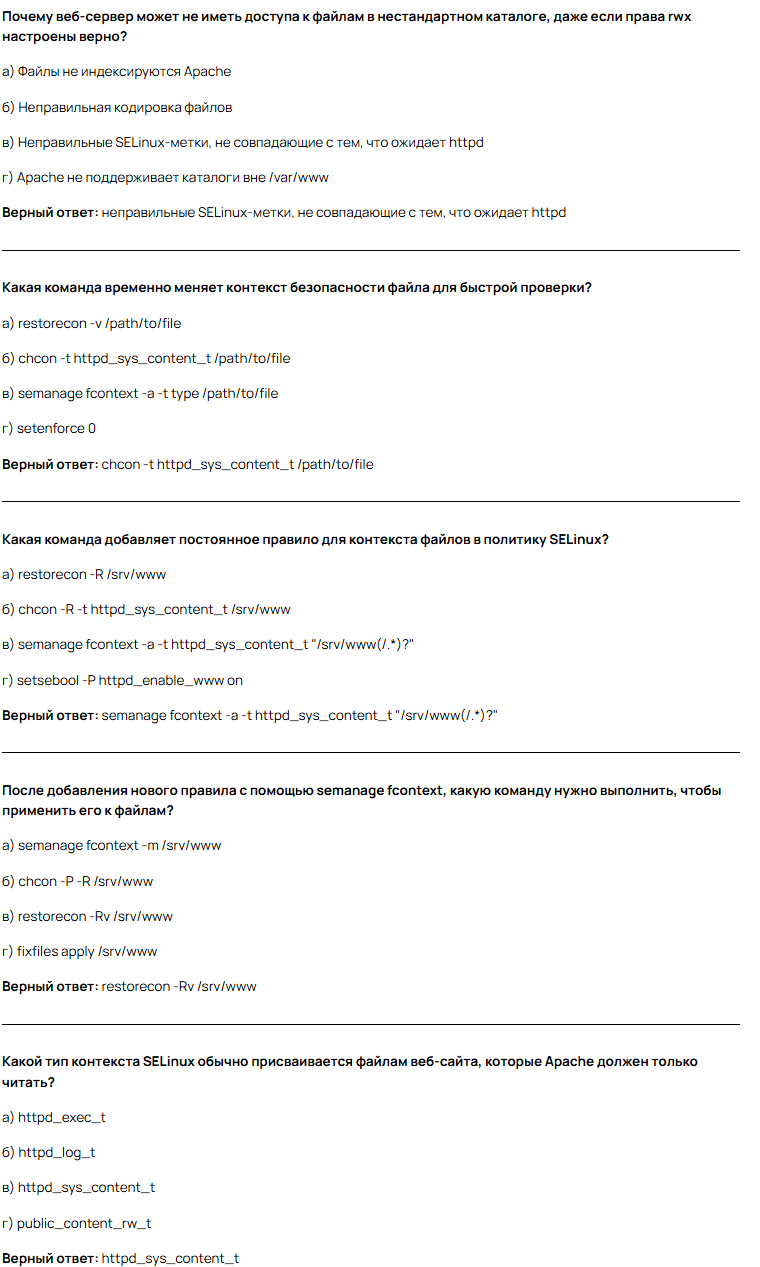 Почему веб-сервер может не иметь доступа к файлам в нестандартном каталоге, даже если права rwx
настроены верно?
а) Файлы не индексируются Apache
б) Неправильная кодировка файлов
в) Неправильные SELinux-метки, не совпадающие с тем, что ожидает httpd
г) Apache не поддерживает каталоги вне /var/www
Верный ответ: неправильные SELinux-метки, не совпадающие с тем, что ожидает httpd
Какая команда временно меняет контекст безопасности файла для быстрой проверки?
а) restorecon -v /path/to/file
б) chcon -t httpd_sys_content_t /path/to/file
в) semanage fcontext -a -t type /path/to/file
г) setenforce 0
Верный ответ: chcon -t httpd_sys_content_t /path/to/file
Какая команда добавляет постоянное правило для контекста файлов в политику SELinux?
а) restorecon -R /srv/www
б) chcon -R -t httpd_sys_content_t /srv/www
в) semanage fcontext -a -t httpd_sys_content_t "/srv/www(/.*)?"
г) setsebool -P httpd_enable_www on
Верный ответ: semanage fcontext -a -t httpd_sys_content_t "/srv/www(/.*)?"
После добавления нового правила с помощью semanage fcontext, какую команду нужно выполнить, чтобы
применить его к файлам?
а) semanage fcontext -m /srv/www
б) chcon -P -R /srv/www
в) restorecon -Rv /srv/www
г) fixfiles apply /srv/www
Верный ответ: restorecon -Rv /srv/www
Какой тип контекста SELinux обычно присваивается файлам веб-сайта, которые Apache должен только
читать?
а) httpd_exec_t
б) httpd_log_t
в) httpd_sys_content_t
г) public_content_rw_t
Верный ответ: httpd_sys_content_t